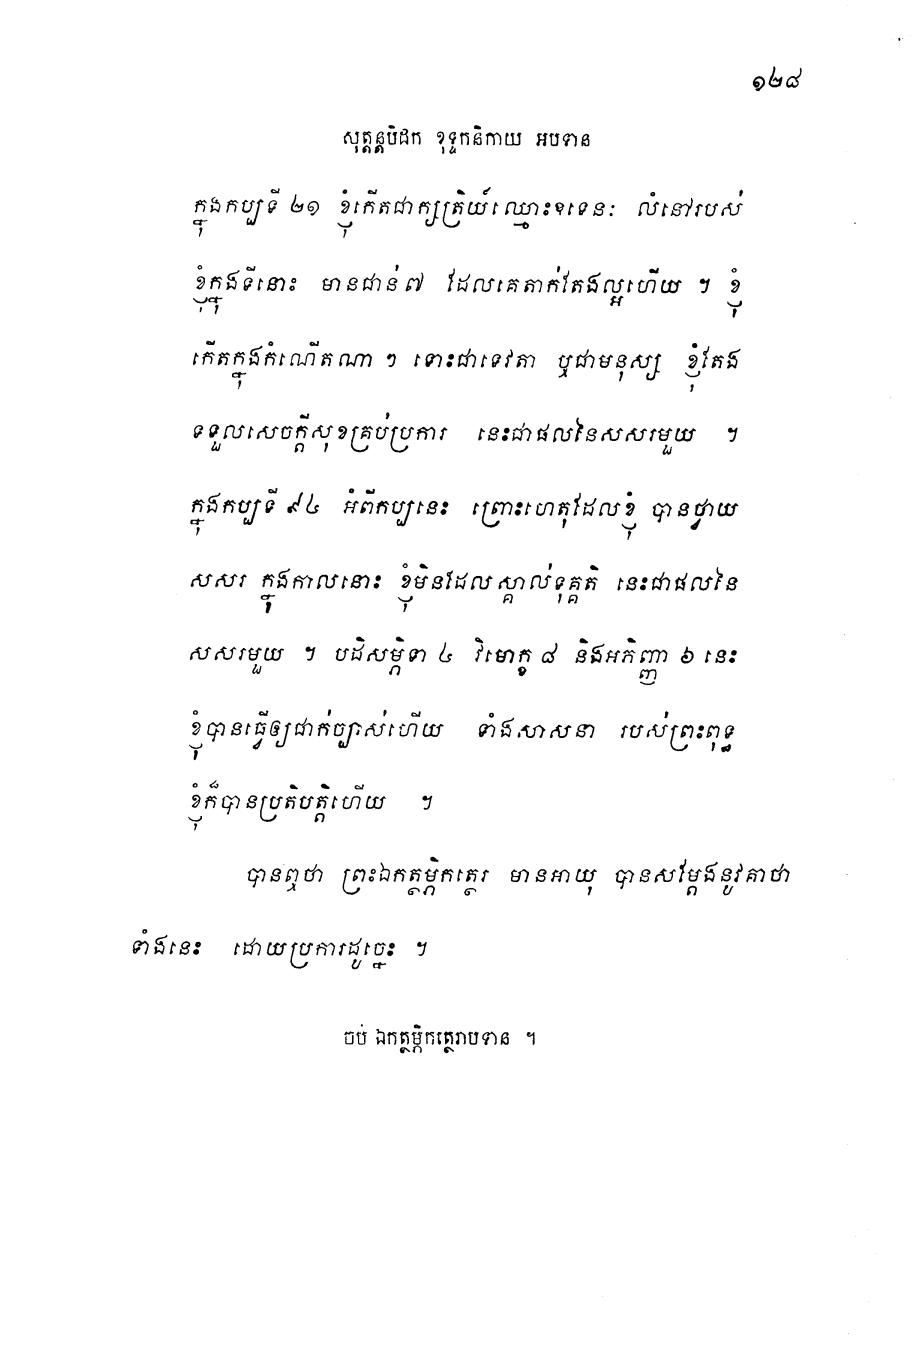 ១២៨
សុត្តន្តបិដក ខុទ្ទកនិកាយ អបទាន
ក្នុងកប្បទី ២១ ខ្ញុំកើតជាក្សត្រិយ៍ឈ្មោះឧទេនៈ លំនៅរបស់
ខ្ញុំក្នុងទីនោះ មានជាន់៧ ដែលគេតាក់តែងល្អហើយ ។ ខ្ញុំ
កើតក្នុងកំណើតណា ៗ ទោះជាទេវតា ឬជាមនុស្ស ខ្ញុំតែង
ទទួលសេចក្តីសុខគ្រប់ប្រការ នេះជាផលនៃសសរមួយ ។
ក្នុងកប្បទី ៩៤ អំពីកប្បនេះ ព្រោះហេតុដែលខ្ញុំ បានថ្វាយ
សសរ ក្នុងកាលនោះ ខ្ញុំមិនដែលស្គាល់ទុគ្គតិ នេះជាផលនៃ
សសរមួយ ។ បដិសម្ភិទា ៤ វិមោក្ខ ៨ និងអភិញ្ញា ៦ នេះ
ខ្ញុំបានធ្វើឲ្យជាក់ច្បាស់ហើយ ទាំងសាសនា របស់ព្រះពុទ្ធ
ខ្ញុំក៏បានប្រតិបត្តិហើយ ។
បានឮថា ព្រះឯកត្ថម្ភិកត្ថេរ មានអាយុ បានសម្តែងនូវគាថា
ទាំងនេះ ដោយប្រការដូច្នេះ ។
ចប់ ឯកត្ថម្ភិកត្ថេរាបទាន ។